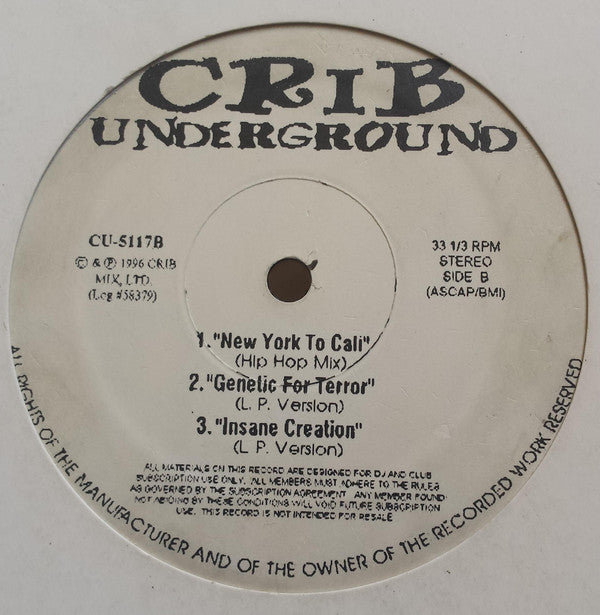 CRiB
UNDERGROUND
CU-5117B
© & ℗ 1996 CRIB
MIX, LTD.
(Log #58379)
33 1/3 RPM
STEREO
SIDE B
(ASCAP/BMI)
1. "New York To Cali"
(Hip Hop Mix)
2. "Genetic For Terror"
(L. P. Version)
3. "Insane Creation"
(L P. Version)
ALL MATERIALS ON THIS RECORD ARE DESIGNED FOR DJ AND CLUB
SUBSCRIPTION USE ONLY. ALL MEMBERS MUST ADHERE TO THE RULES
AS GOVERNED BY THE SUBSCRIPTION AGREEMENT. ANY MEMBER FOUND
NOT ABIDING BY THESE CONDITIONS WILL VOID FUTURE SUBSCRIPTION
USE. THIS RECORD IS NOT INTENDED FOR RESALE
ALL RIGHTS OF THE MANUFACTURER AND OF THE OWNER OF THE RECORDED WORK RESERVED